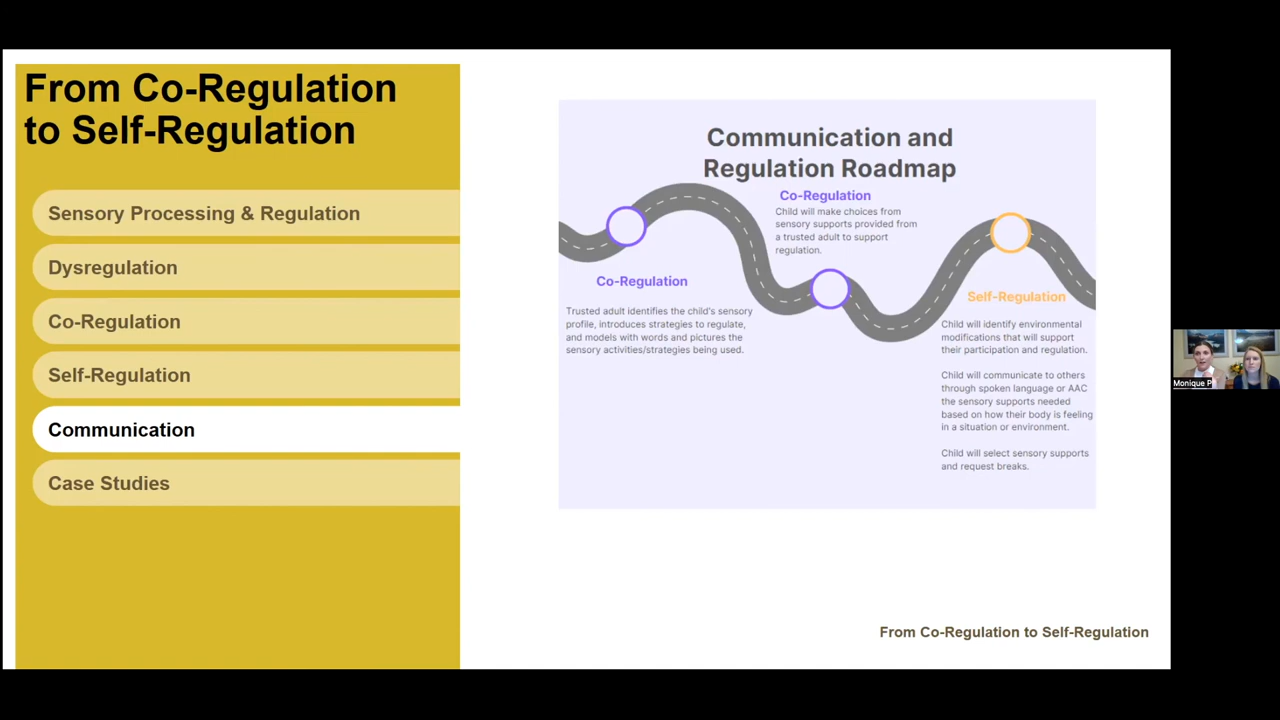 From Co-Regulation
to Self-Regulation
Sensory Processing & Regulation
Dysregulation
Co-Regulation
Self-Regulation
Communication
Case Studies
Communication and
Regulation Roadmap
Co-Regulation
Trusted adult identifies the child's sensory
profile, introduces strategies to regulate,
and models with words and pictures the
sensory activities/strategies being used.
Co-Regulation
Child will make choices from
sensory supports provided from
a trusted adult to support
regulation.
Self-Regulation
Child will identify environmental
modifications that will support
their participation and regulation.
Child will communicate to others
through spoken language or AAC
the sensory supports needed
based on how their body is feeling
in a situation or environment.
Child will select sensory supports
and request breaks.
From Co-Regulation to Self-Regulation
Monique